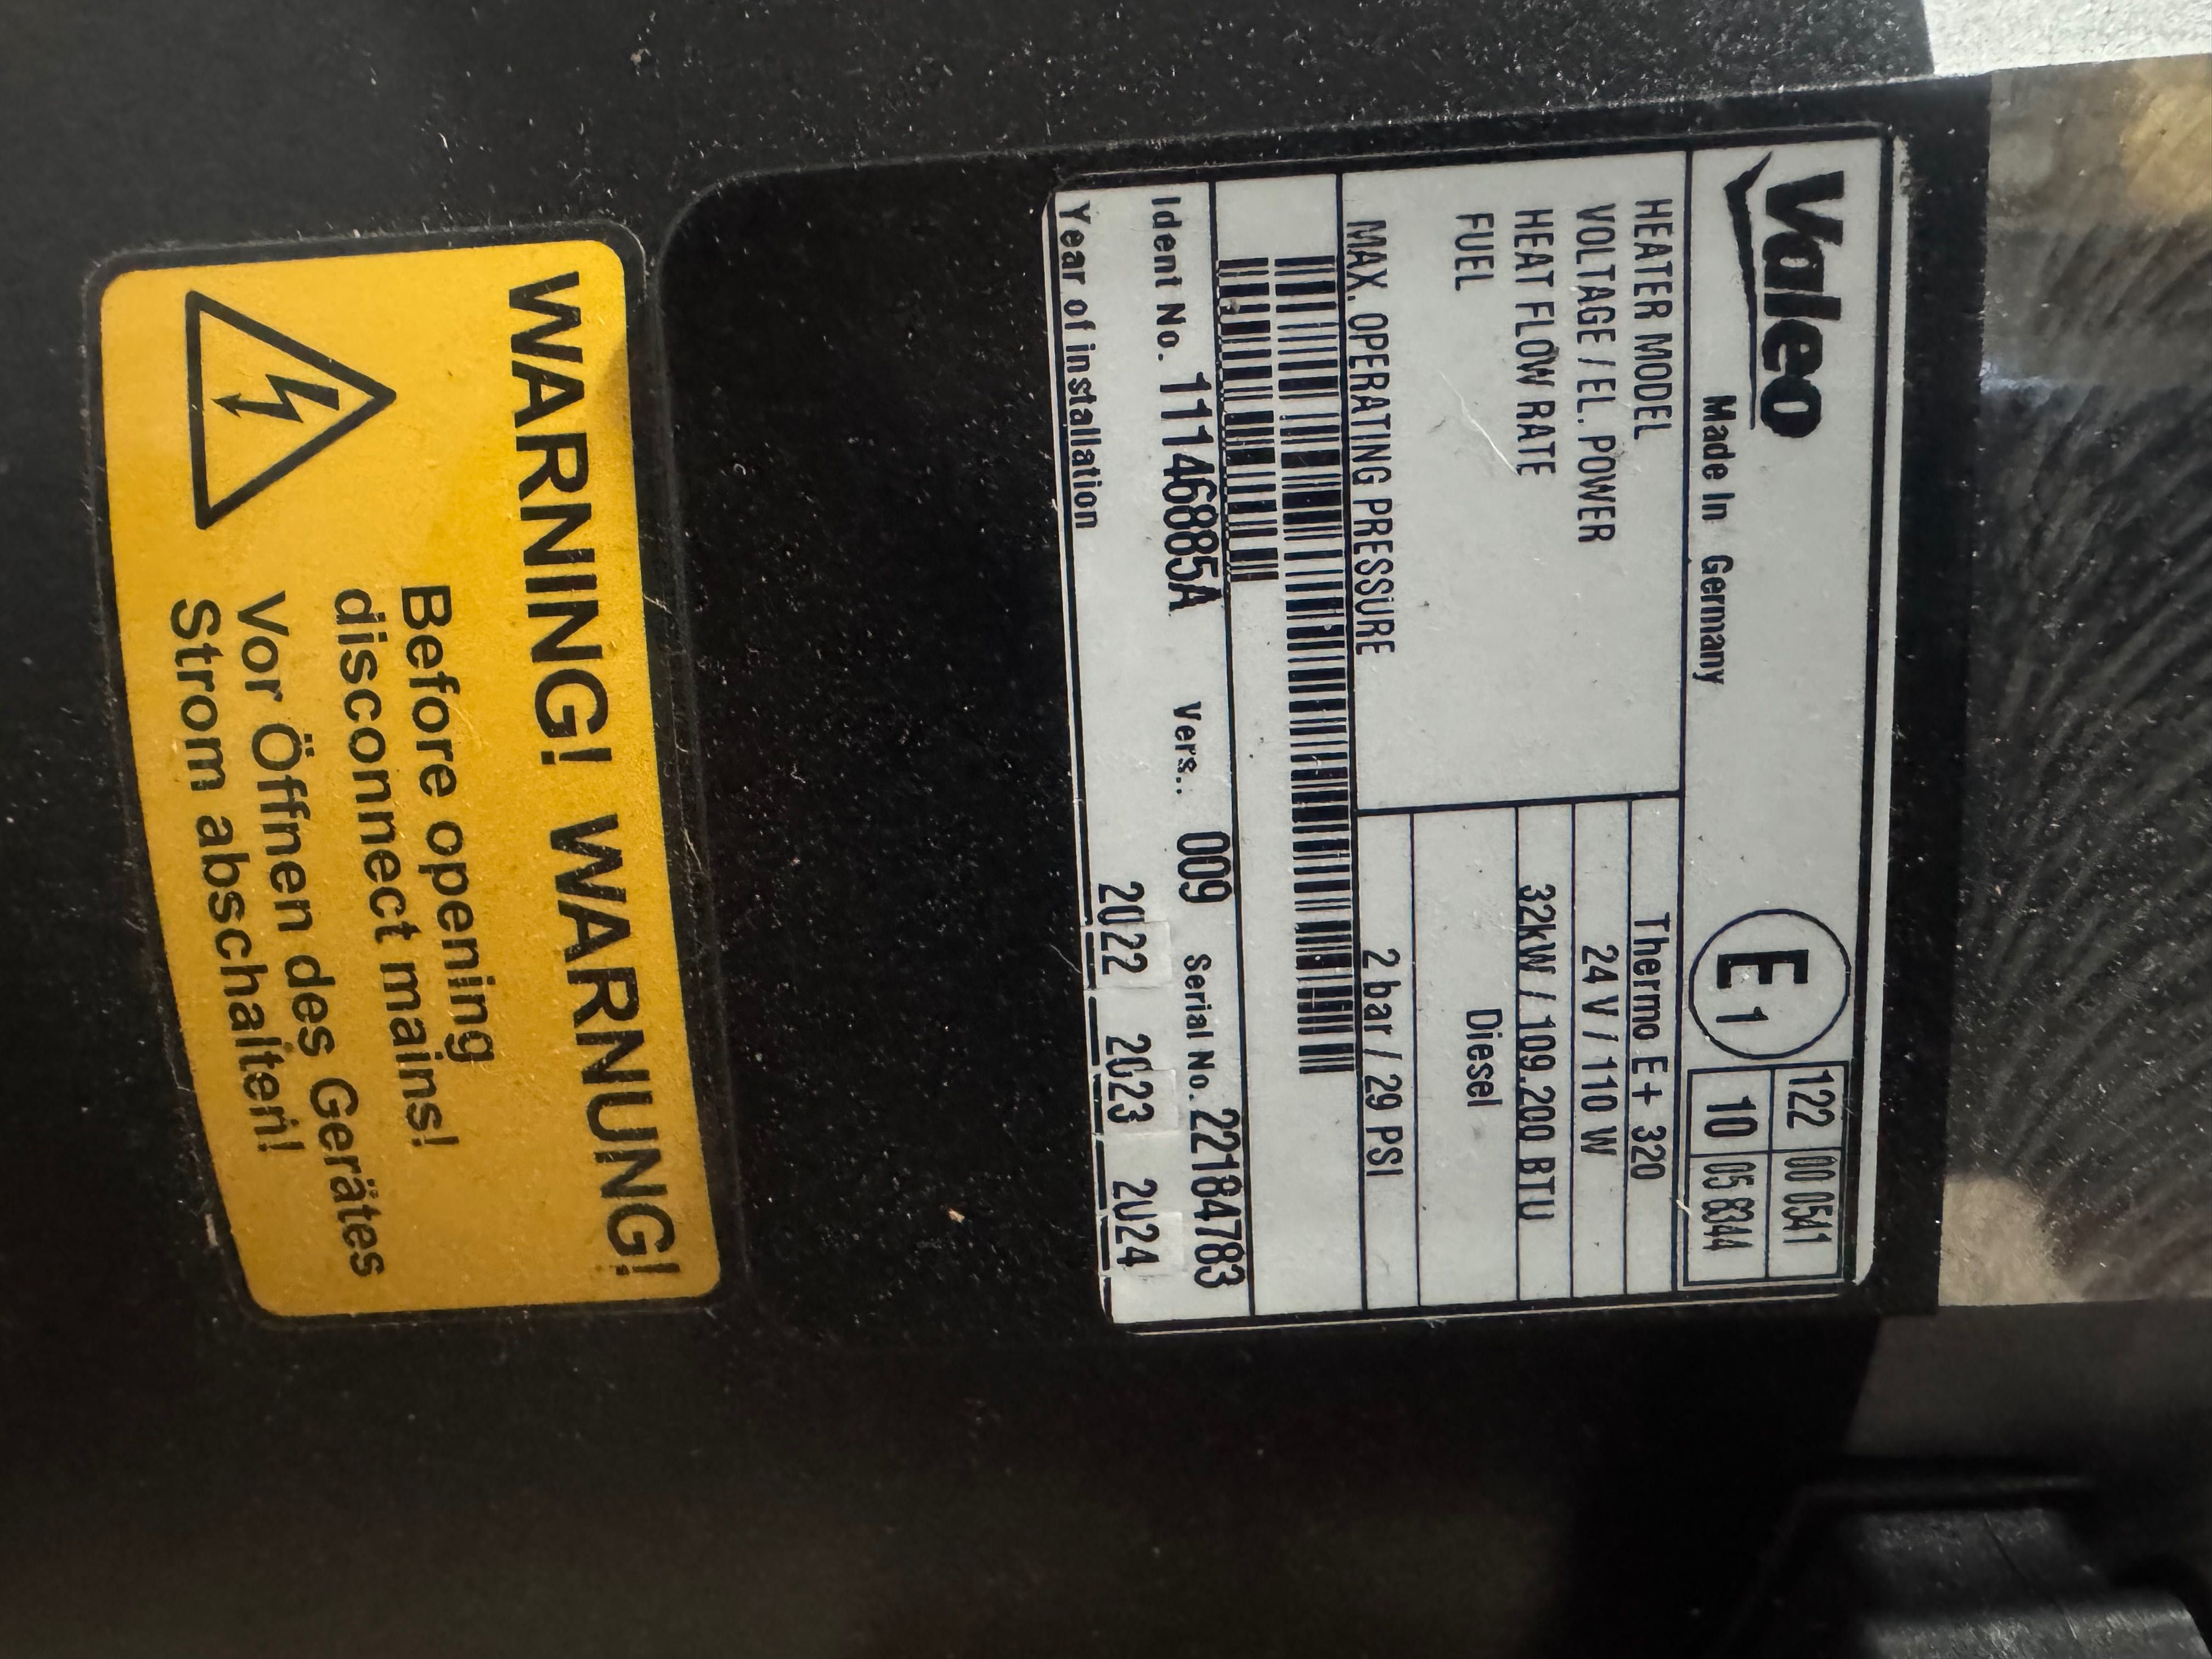 Valeo
Made In Germany
E1
122 00 0541
10 05 8344
HEATER MODEL Thermo E+ 320
VOLTAGE / EL. POWER 24 V / 110 W
HEAT FLOW RATE 32kW / 109.200 BTU
FUEL Diesel
MAX. OPERATING PRESSURE 2 bar / 29 PSI
Ident No. 11146885A Vers.: 009 Serial No. 22184783
Year of installation 2022 2023 2024
WARNING! WARNUNG!
Before opening
disconnect mains!
Vor Öffnen des Gerätes
Strom abschalten!